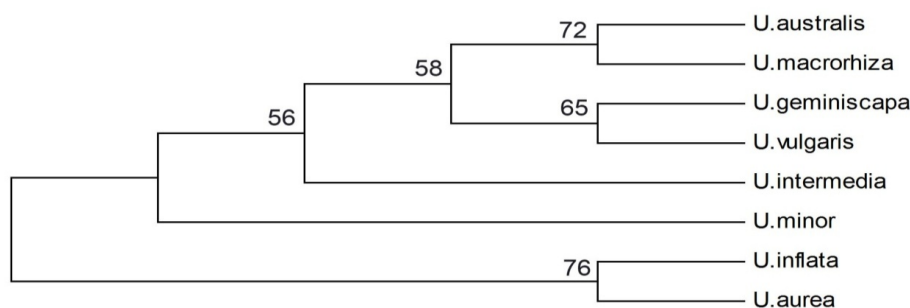 U.australis
72
U.macrorhiza
58
U.geminiscapa
65
56
U.vulgaris
U.intermedia
U.minor
U.inflata
76
U.aurea